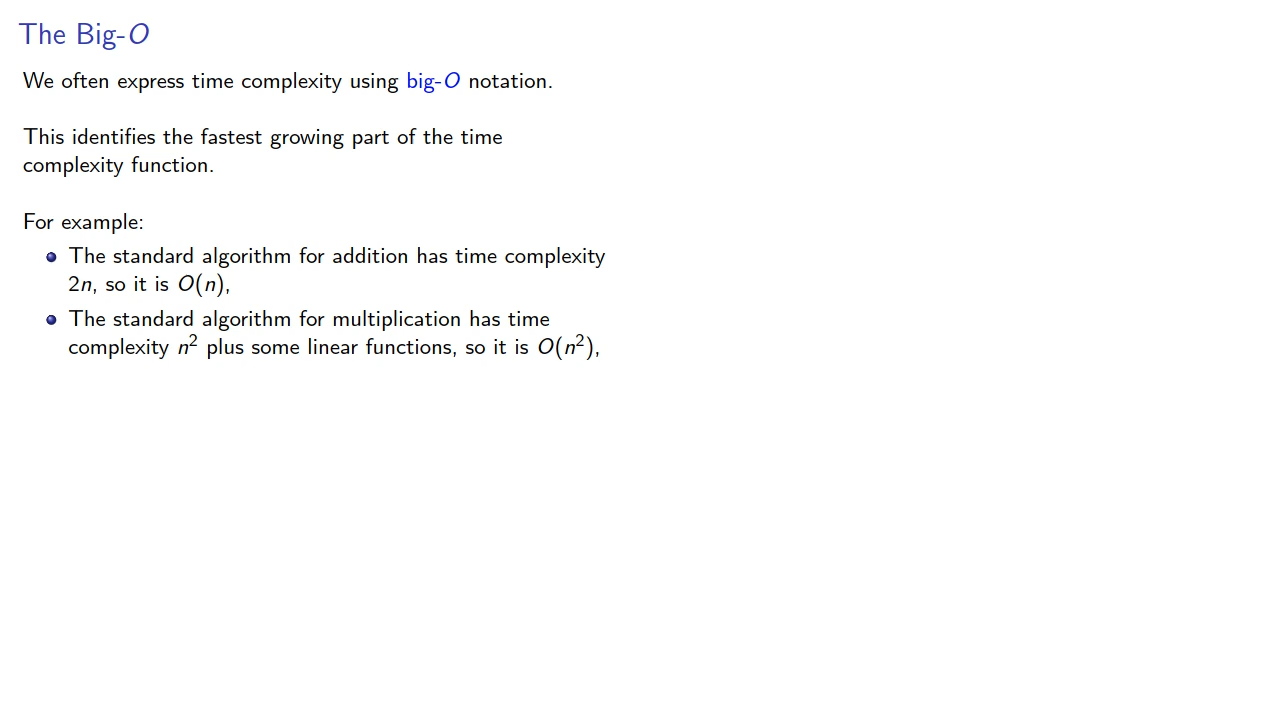 The Big-O
We often express time complexity using big-O notation.
This identifies the fastest growing part of the time
complexity function.
For example:
The standard algorithm for addition has time complexity
2n, so it is O(n),
The standard algorithm for multiplication has time
complexity n² plus some linear functions, so it is O(n²),